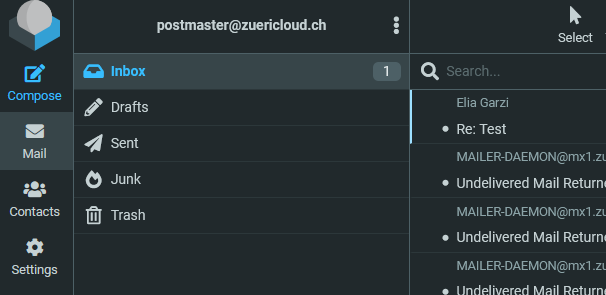 postmaster@zuericloud.ch
Select
Compose
Mail
Contacts
Settings
Inbox 1
Drafts
Sent
Junk
Trash
Search...
Elia Garzi
Re: Test
MAILER-DAEMON@mx1.zu
Undelivered Mail Returne
MAILER-DAEMON@mx1.zu
Undelivered Mail Returne
MAILER-DAEMON@mx1.zu
Undelivered Mail Returne